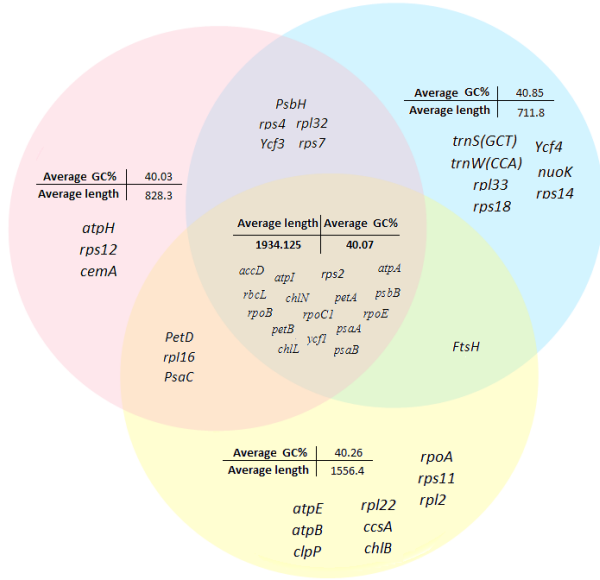 Average GC% 40.85
Average length 711.8
PsbH
rps4 rpl32
Ycf3 rps7
trnS(GCT) Ycf4
trnW(CCA) nuoK
rpl33 rps14
rps18
Average GC% 40.03
Average length 828.3
atpH
rps12
cemA
Average length Average GC%
1934.125 40.07
accD atpI rps2 atpA
rbcL chlN petA psbB
rpoB rpoC1 rpoE
petB ycf1 psaA
chlL psaB
PetD
rpl16
PsaC
FtsH
Average GC% 40.26
Average length 1556.4
rpoA
rps11
rpl2
atpE rpl22
atpB ccsA
clpP chlB